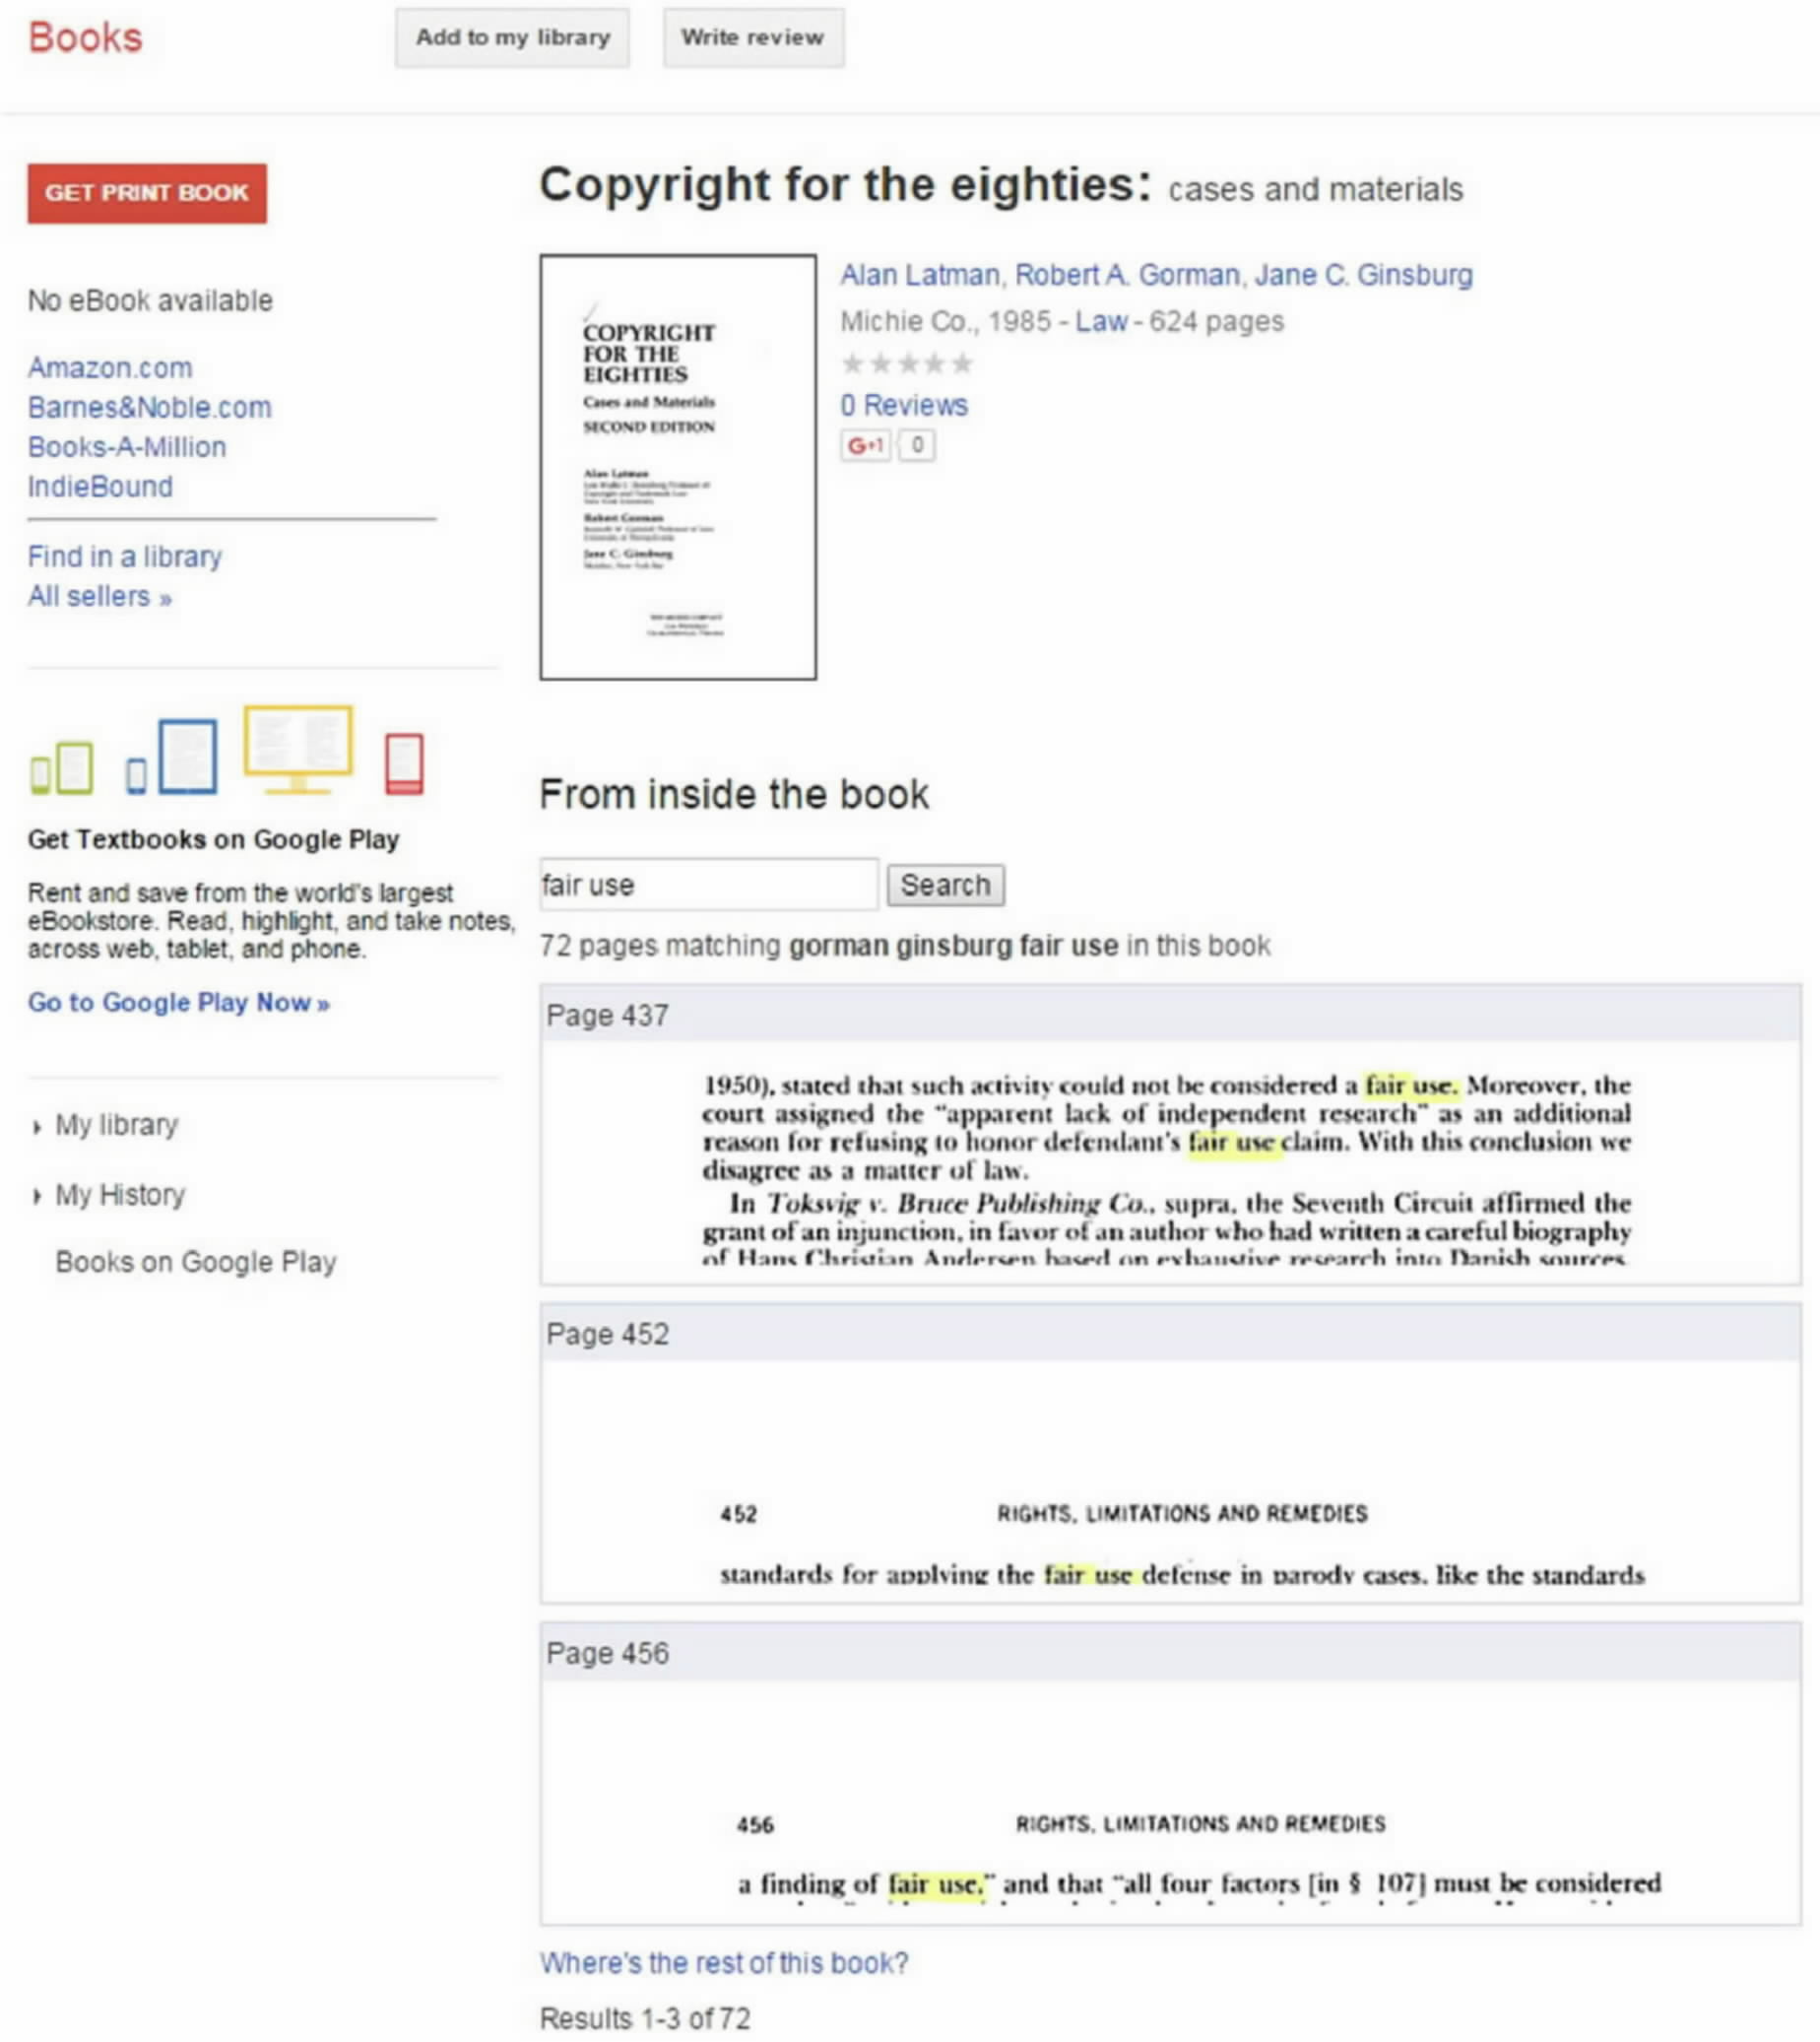 Books
Add to my library
Write review
GET PRINT BOOK
No eBook available
Amazon.com
Barnes&Noble.com
Books-A-Million
IndieBound
Find in a library
All sellers »
Get Textbooks on Google Play
Rent and save from the world's largest
eBookstore. Read, highlight, and take notes,
across web, tablet, and phone.
Go to Google Play Now »
My library
My History
Books on Google Play
Copyright for the eighties: cases and materials
COPYRIGHT
FOR THE
EIGHTIES
Cases and Materials
SECOND EDITION
Alan Latman
Robert Gorman
Jane C. Ginsburg
Alan Latman, Robert A. Gorman, Jane C. Ginsburg
Michie Co., 1985 - Law - 624 pages
0 Reviews
G+1 0
From inside the book
fair use
Search
72 pages matching gorman ginsburg fair use in this book
Page 437
1950), stated that such activity could not be considered a fair use. Moreover, the
court assigned the "apparent lack of independent research" as an additional
reason for refusing to honor defendant's fair use claim. With this conclusion we
disagree as a matter of law.
In Toksvig v. Bruce Publishing Co., supra, the Seventh Circuit affirmed the
grant of an injunction, in favor of an author who had written a careful biography
of Hans Christian Andersen based on exhaustive research into Danish sources.
Page 452
452 RIGHTS, LIMITATIONS AND REMEDIES
standards for applying the fair use defense in parody cases, like the standards
Page 456
456 RIGHTS, LIMITATIONS AND REMEDIES
a finding of fair use," and that "all four factors [in § 107] must be considered
Where's the rest of this book?
Results 1-3 of 72